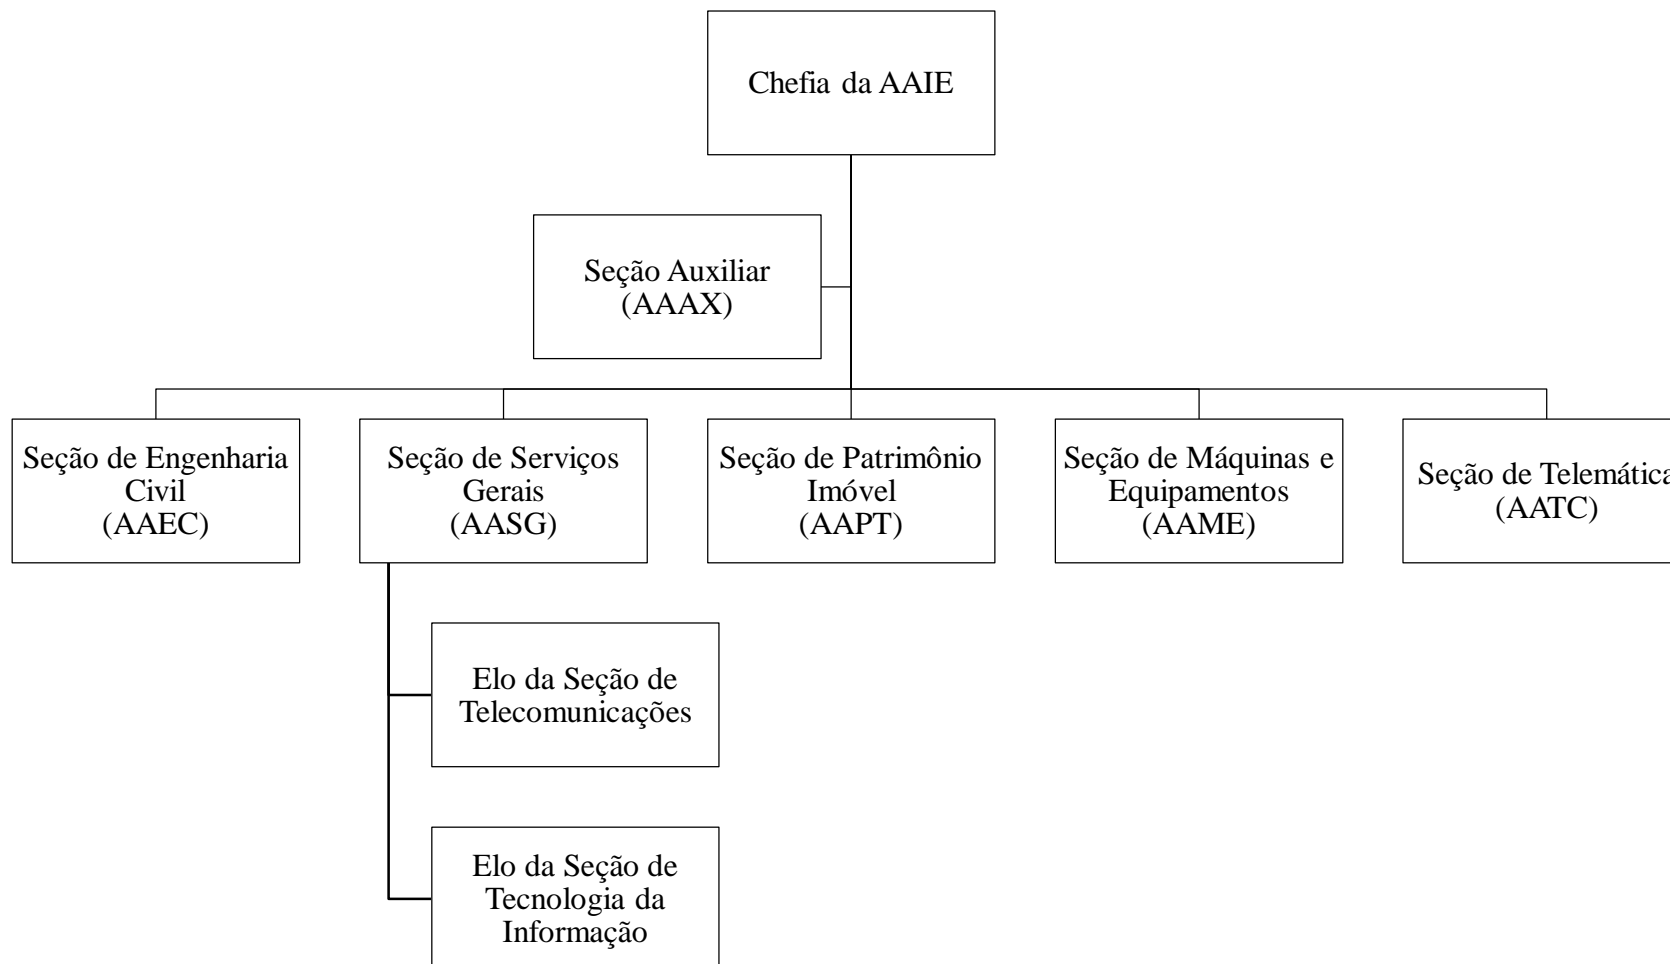 Chefia da AAIE
Seção Auxiliar
(AAAX)
Seção de Engenharia
Civil
(AAEC)
Seção de Serviços
Gerais
(AASG)
Seção de Patrimônio
Imóvel
(AAPT)
Seção de Máquinas e
Equipamentos
(AAME)
Seção de Telemática
(AATC)
Elo da Seção de
Telecomunicações
Elo da Seção de
Tecnologia da
Informação